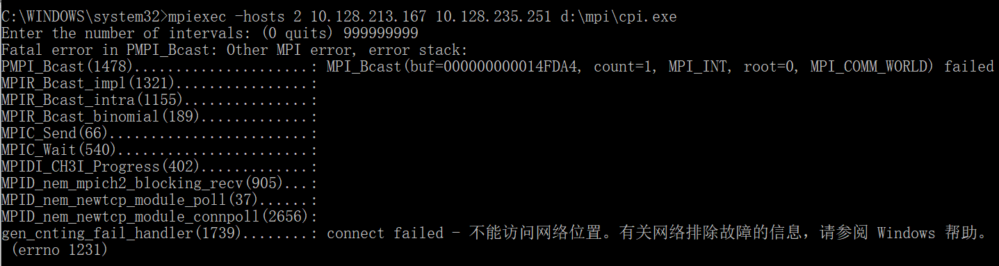 C:\WINDOWS\system32>mpiexec -hosts 2 10.128.213.167 10.128.235.251 d:\mpi\cpi.exe
Enter the number of intervals: (0 quits) 999999999
Fatal error in PMPI_Bcast: Other MPI error, error stack:
PMPI_Bcast(1478)......................: MPI_Bcast(buf=000000000014FDA4, count=1, MPI_INT, root=0, MPI_COMM_WORLD) failed
MPIR_Bcast_impl(1321).................:
MPIR_Bcast_intra(1155)................:
MPIR_Bcast_binomial(189)..............:
MPIC_Send(66).........................:
MPIC_Wait(540)........................:
MPIDI_CH3I_Progress(402)..............:
MPID_nem_mpich2_blocking_recv(905)...:
MPID_nem_newtcp_module_poll(37)......:
MPID_nem_newtcp_module_connpoll(2656):
gen_cnting_fail_handler(1739)........: connect failed - 不能访问网络位置。有关网络排除故障的信息，请参阅 Windows 帮助。
(errno 1231)